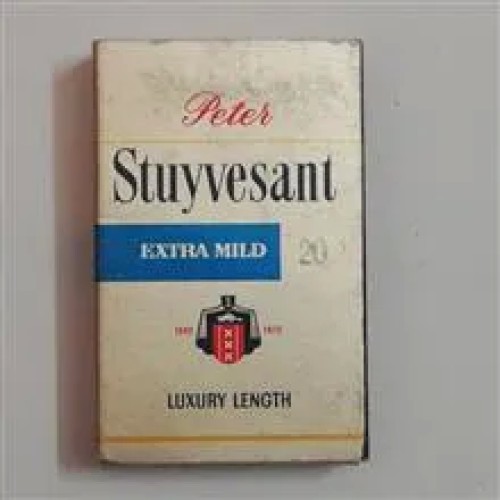 Peter
Stuyvesant
EXTRA MILD 20
LUXURY LENGTH